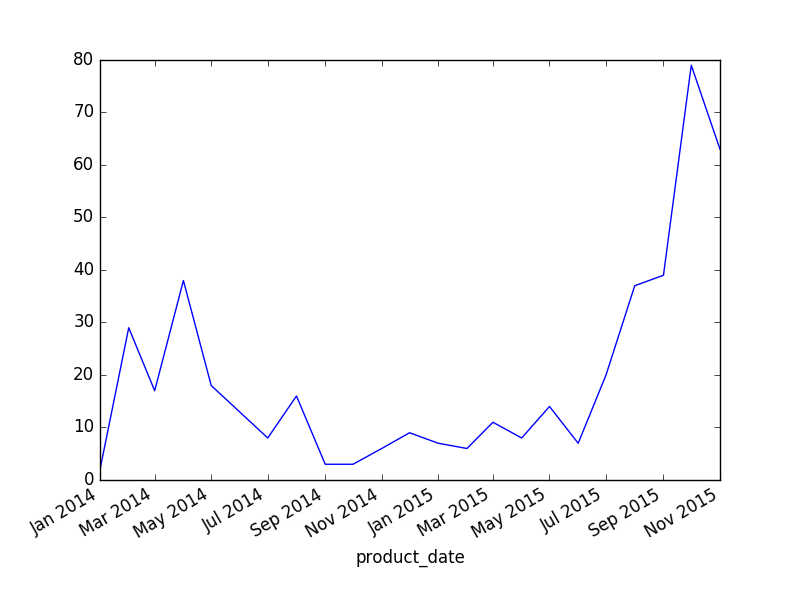 80
70
60
50
40
30
20
10
0
Jan 2014
Mar 2014
May 2014
Jul 2014
Sep 2014
Nov 2014
Jan 2015
Mar 2015
May 2015
Jul 2015
Sep 2015
Nov 2015
product_date